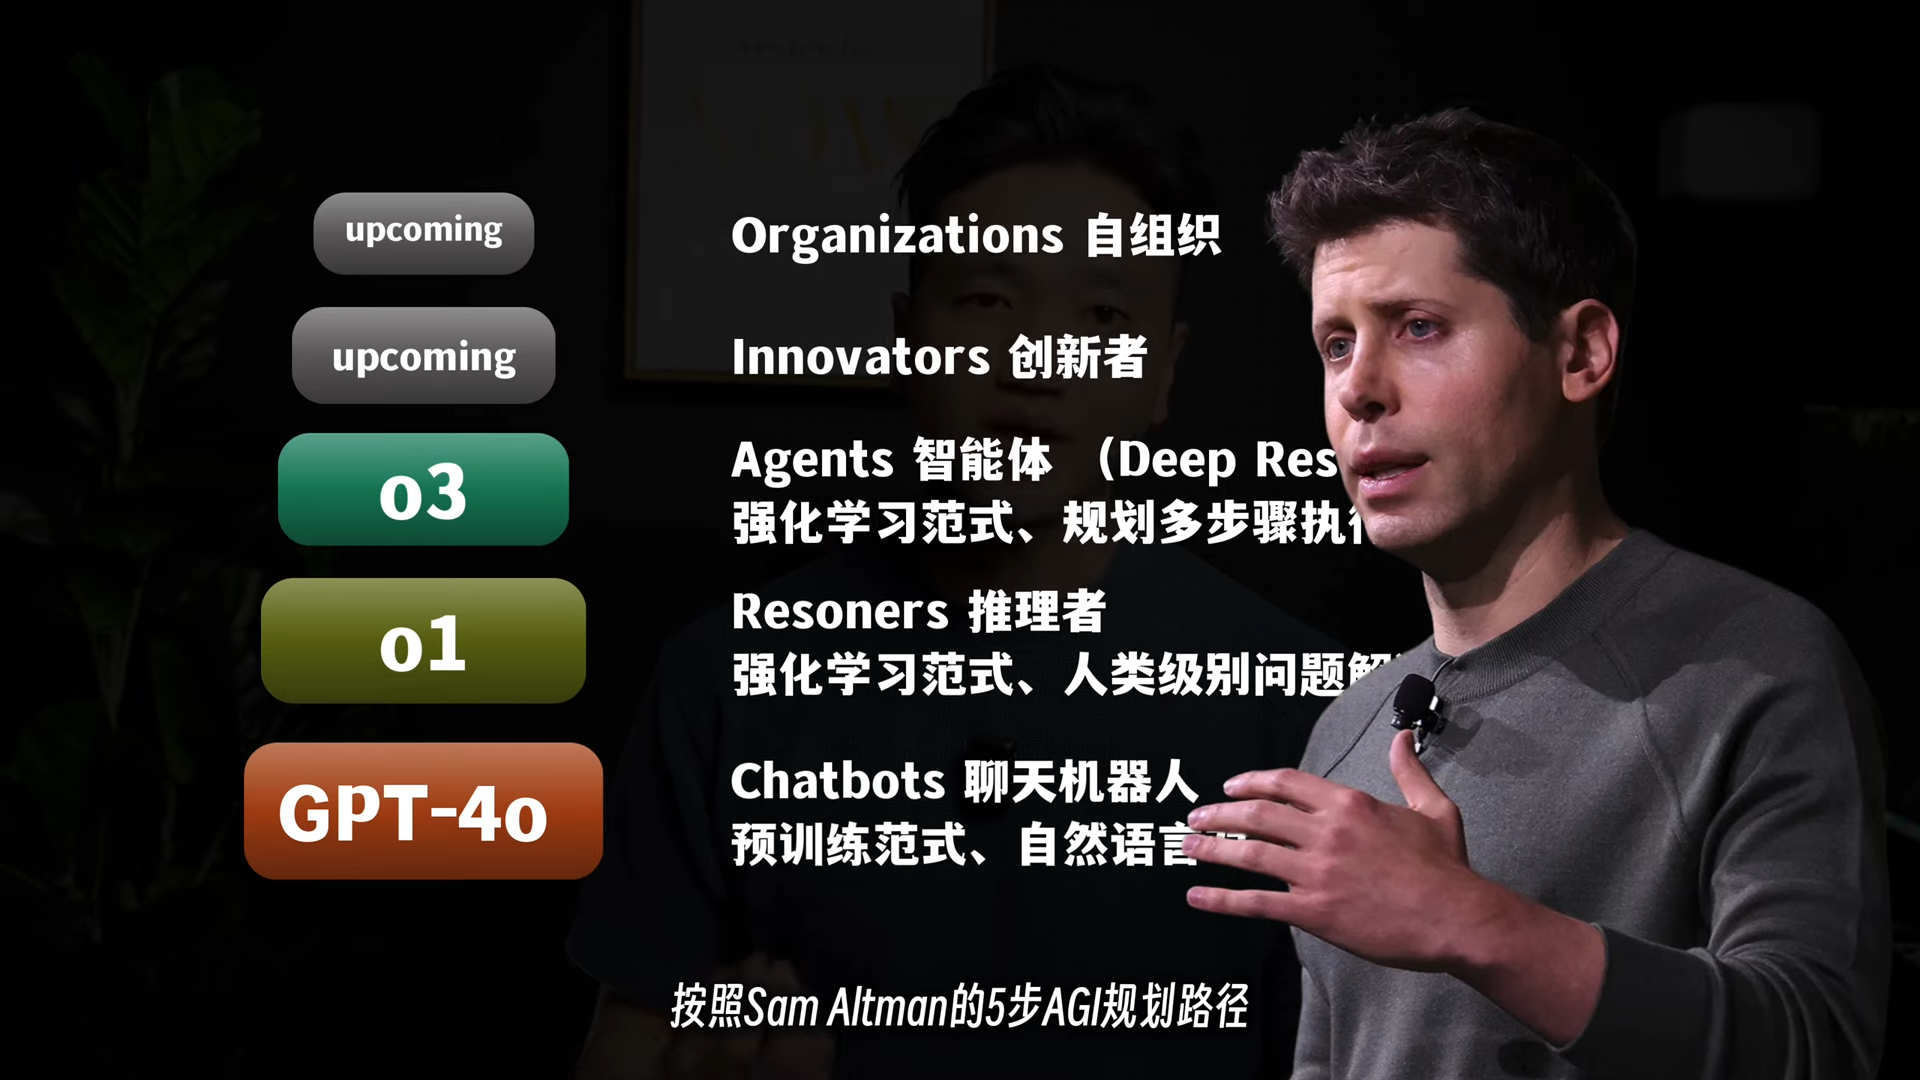 upcoming
Organizations 自组织
upcoming
Innovators 创新者
o3
Agents 智能体 （Deep Res
强化学习范式、规划多步骤执
o1
Resoners 推理者
强化学习范式、人类级别问题解
GPT-4o
Chatbots 聊天机器人
预训练范式、自然语言
按照Sam Altman的5步AGI规划路径